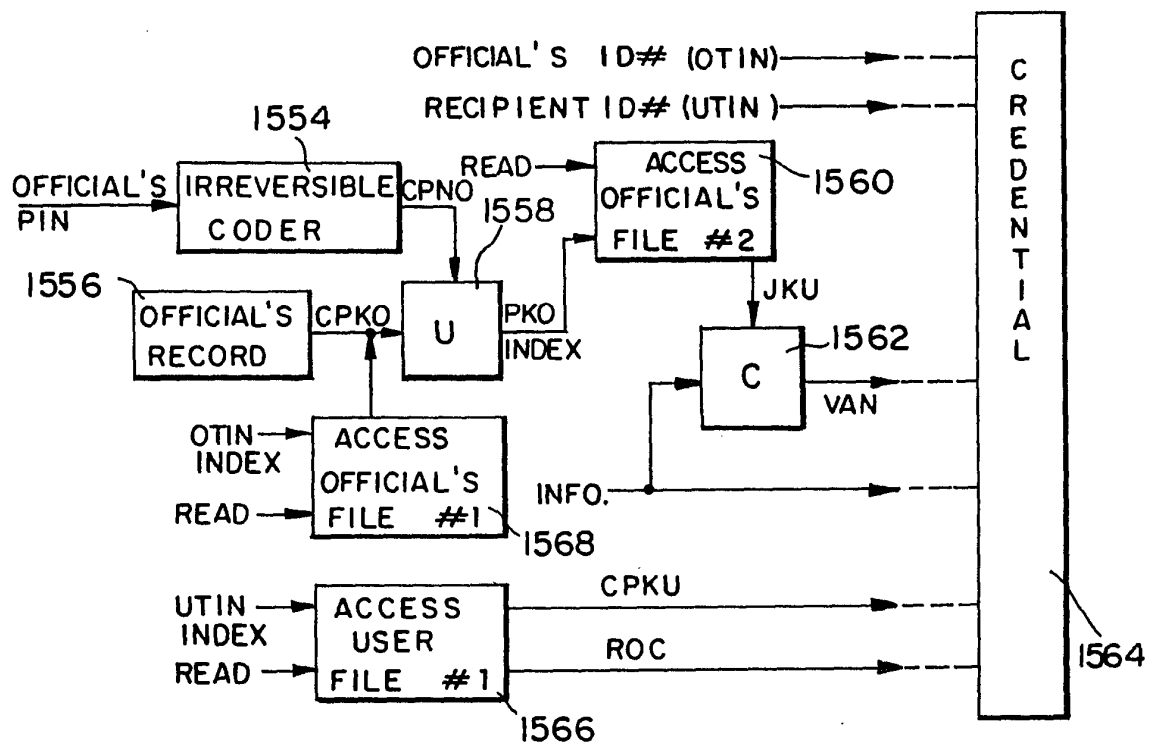 OFFICIAL'S ID# (OTIN)
RECIPIENT ID# (UTIN)
CREDENTIAL
1554
OFFICIAL'S
PIN
IRREVERSIBLE
CODER
CPNO
READ
ACCESS
OFFICIAL'S
FILE #2
1560
1558
1556
OFFICIAL'S
RECORD
CPKO
U
PKO
INDEX
JKU
1562
C
VAN
OTIN
INDEX
READ
ACCESS
OFFICIAL'S
FILE #1
1568
INFO.
UTIN
INDEX
READ
ACCESS
USER
FILE #1
1566
CPKU
ROC
1564